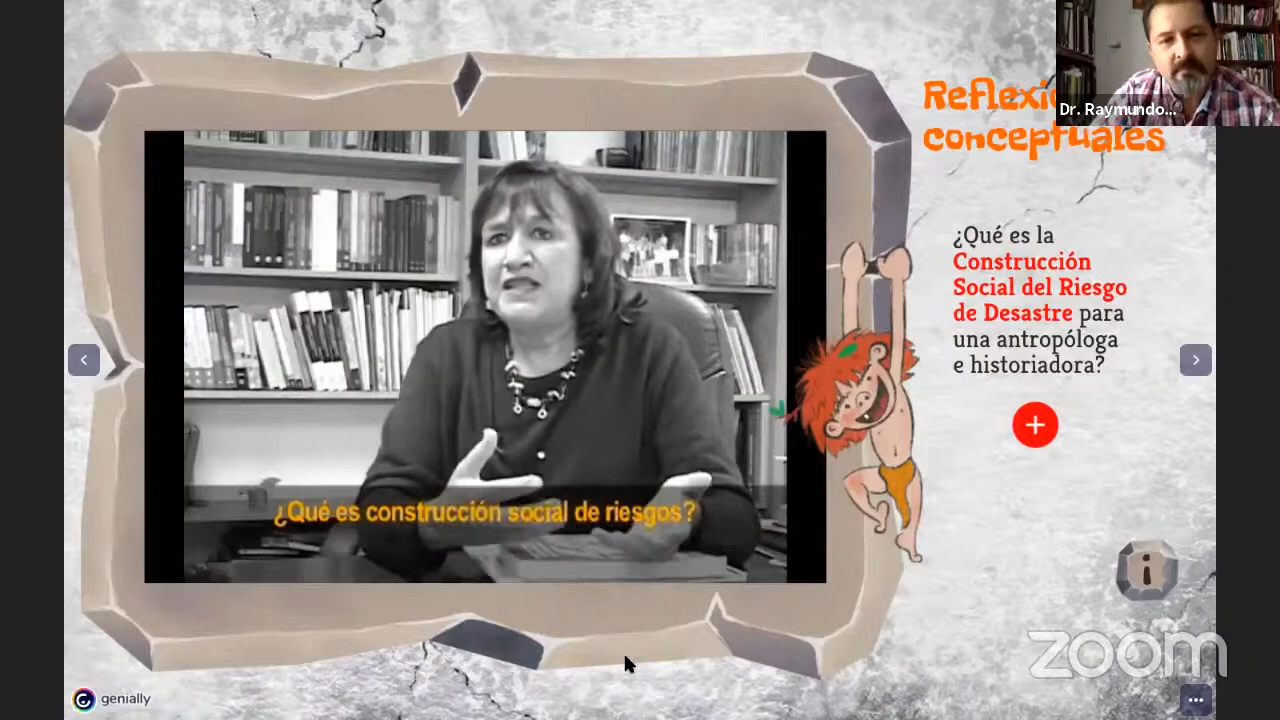 Reflexio
conceptuales
Dr. Raymundo...
¿Qué es la
Construcción
Social del Riesgo
de Desastre para
una antropóloga
e historiadora?
¿Qué es construcción social de riesgos?
i
zoom
genially